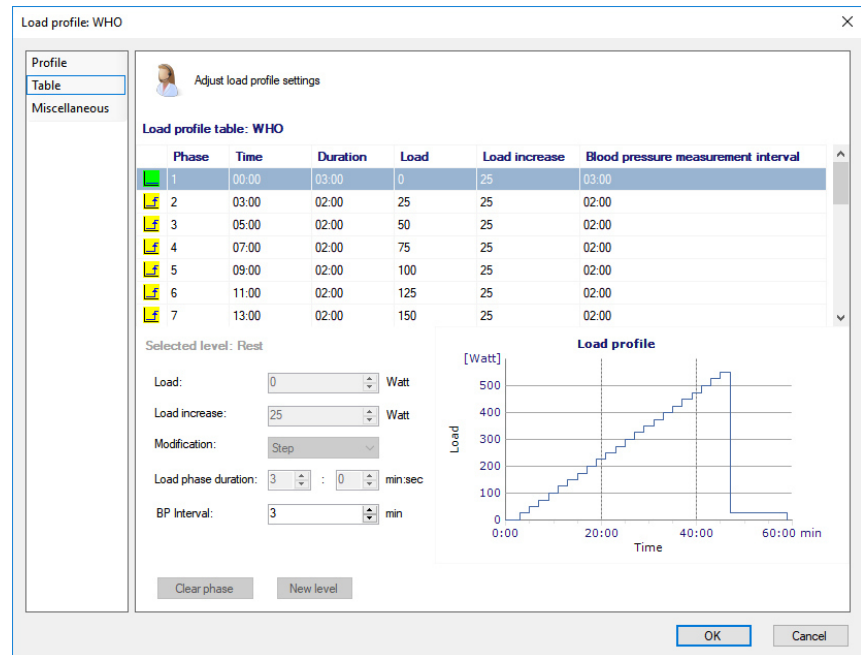 Load profile: WHO
Profile
Table
Miscellaneous
Adjust load profile settings
Load profile table: WHO
Phase Time Duration Load Load increase Blood pressure measurement interval
1 00:00 03:00 0 25 03:00
2 03:00 02:00 25 25 02:00
3 05:00 02:00 50 25 02:00
4 07:00 02:00 75 25 02:00
5 09:00 02:00 100 25 02:00
6 11:00 02:00 125 25 02:00
7 13:00 02:00 150 25 02:00
Selected level: Rest
Load: 0 Watt
Load increase: 25 Watt
Modification: Step
Load phase duration: 3 : 0 min:sec
BP Interval: 3 min
Clear phase New level
Load profile
[Watt]
500
400
300
200
100
0
Load
0:00 20:00 40:00 60:00 min
Time
OK Cancel